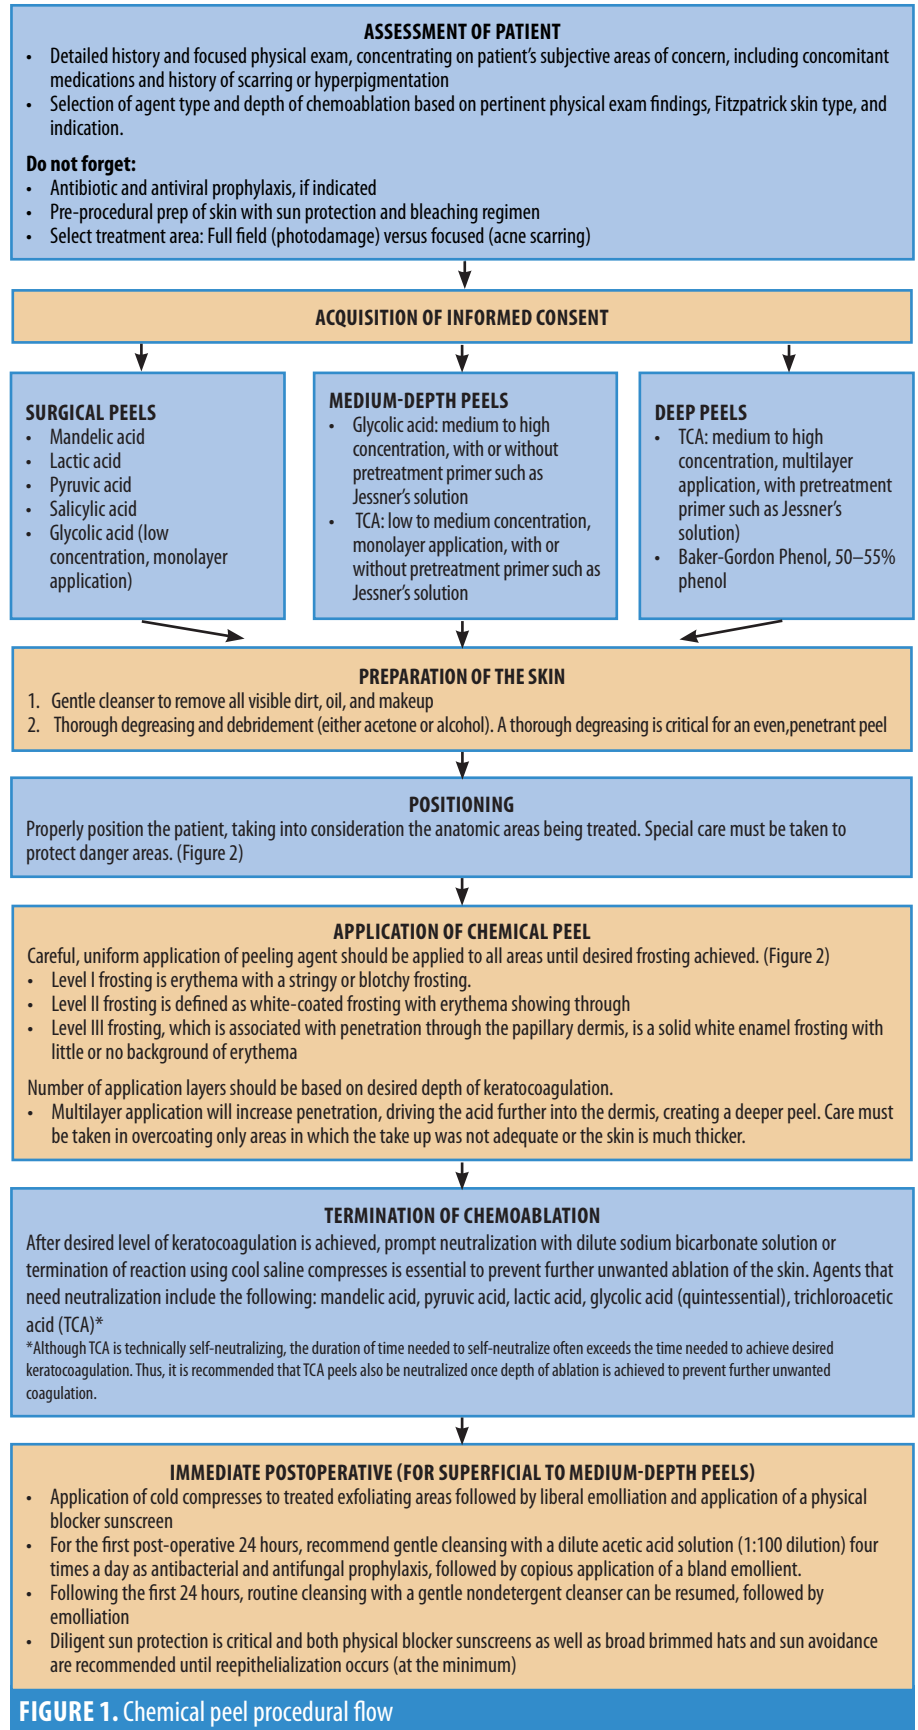 ASSESSMENT OF PATIENT
• Detailed history and focused physical exam, concentrating on patient's subjective areas of concern, including concomitant
medications and history of scarring or hyperpigmentation
• Selection of agent type and depth of chemoablation based on pertinent physical exam findings, Fitzpatrick skin type, and
indication.
Do not forget:
• Antibiotic and antiviral prophylaxis, if indicated
• Pre-procedural prep of skin with sun protection and bleaching regimen
• Select treatment area: Full field (photodamage) versus focused (acne scarring)
ACQUISITION OF INFORMED CONSENT
SURGICAL PEELS
• Mandelic acid
• Lactic acid
• Pyruvic acid
• Salicylic acid
• Glycolic acid (low
concentration, monolayer
application)
MEDIUM-DEPTH PEELS
• Glycolic acid: medium to high
concentration, with or without
pretreatment primer such as
Jessner's solution
• TCA: low to medium concentration,
monolayer application, with or
without pretreatment primer such as
Jessner's solution
DEEP PEELS
• TCA: medium to high
concentration, multilayer
application, with pretreatment
primer such as Jessner's
solution)
• Baker-Gordon Phenol, 50–55%
phenol
PREPARATION OF THE SKIN
1. Gentle cleanser to remove all visible dirt, oil, and makeup
2. Thorough degreasing and debridement (either acetone or alcohol). A thorough degreasing is critical for an even,penetrant peel
POSITIONING
Properly position the patient, taking into consideration the anatomic areas being treated. Special care must be taken to
protect danger areas. (Figure 2)
APPLICATION OF CHEMICAL PEEL
Careful, uniform application of peeling agent should be applied to all areas until desired frosting achieved. (Figure 2)
• Level I frosting is erythema with a stringy or blotchy frosting.
• Level II frosting is defined as white-coated frosting with erythema showing through
• Level III frosting, which is associated with penetration through the papillary dermis, is a solid white enamel frosting with
little or no background of erythema
Number of application layers should be based on desired depth of keratocoagulation.
• Multilayer application will increase penetration, driving the acid further into the dermis, creating a deeper peel. Care must
be taken in overcoating only areas in which the take up was not adequate or the skin is much thicker.
TERMINATION OF CHEMOABLATION
After desired level of keratocoagulation is achieved, prompt neutralization with dilute sodium bicarbonate solution or
termination of reaction using cool saline compresses is essential to prevent further unwanted ablation of the skin. Agents that
need neutralization include the following: mandelic acid, pyruvic acid, lactic acid, glycolic acid (quintessential), trichloroacetic
acid (TCA)*
*Although TCA is technically self-neutralizing, the duration of time needed to self-neutralize often exceeds the time needed to achieve desired
keratocoagulation. Thus, it is recommended that TCA peels also be neutralized once depth of ablation is achieved to prevent further unwanted
coagulation.
IMMEDIATE POSTOPERATIVE (FOR SUPERFICIAL TO MEDIUM-DEPTH PEELS)
• Application of cold compresses to treated exfoliating areas followed by liberal emolliation and application of a physical
blocker sunscreen
• For the first post-operative 24 hours, recommend gentle cleansing with a dilute acetic acid solution (1:100 dilution) four
times a day as antibacterial and antifungal prophylaxis, followed by copious application of a bland emollient.
• Following the first 24 hours, routine cleansing with a gentle nondetergent cleanser can be resumed, followed by
emolliation
• Diligent sun protection is critical and both physical blocker sunscreens as well as broad brimmed hats and sun avoidance
are recommended until reepithelialization occurs (at the minimum)
FIGURE 1. Chemical peel procedural flow